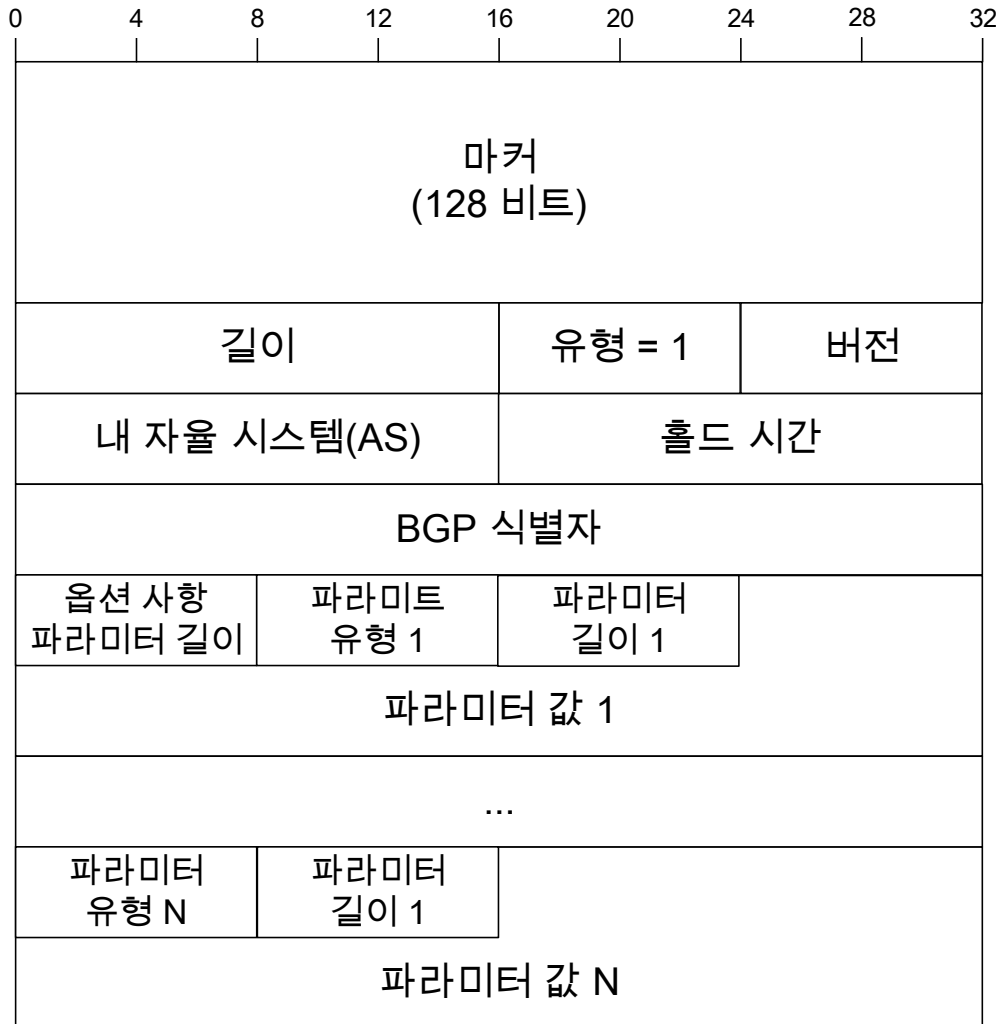 0 4 8 12 16 20 24 28 32
마커
(128 비트)
길이 유형 = 1 버전
내 자율 시스템(AS) 홀드 시간
BGP 식별자
옵션 사항 파라미트 파라미터
파라미터 길이 유형 1 길이 1
파라미터 값 1
...
파라미터 파라미터
유형 N 길이 1
파라미터 값 N